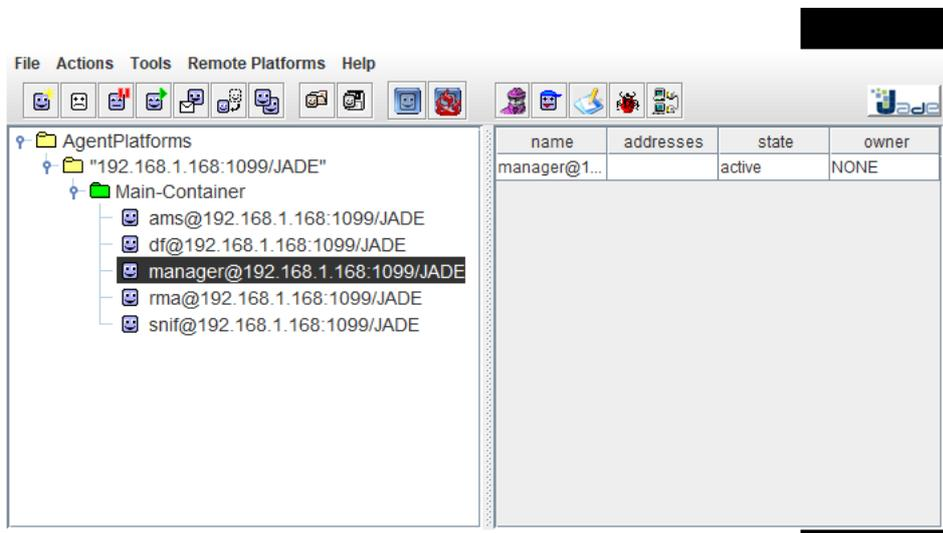 File Actions Tools Remote Platforms Help
Jade
AgentPlatforms
"192.168.1.168:1099/JADE"
Main-Container
ams@192.168.1.168:1099/JADE
df@192.168.1.168:1099/JADE
manager@192.168.1.168:1099/JADE
rma@192.168.1.168:1099/JADE
snif@192.168.1.168:1099/JADE
name addresses state owner
manager@1... active NONE